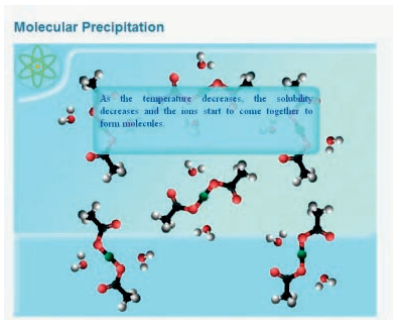 Molecular Precipitation
As the temperature decreases, the solubility
decreases and the ions start to come together to
form molecules.